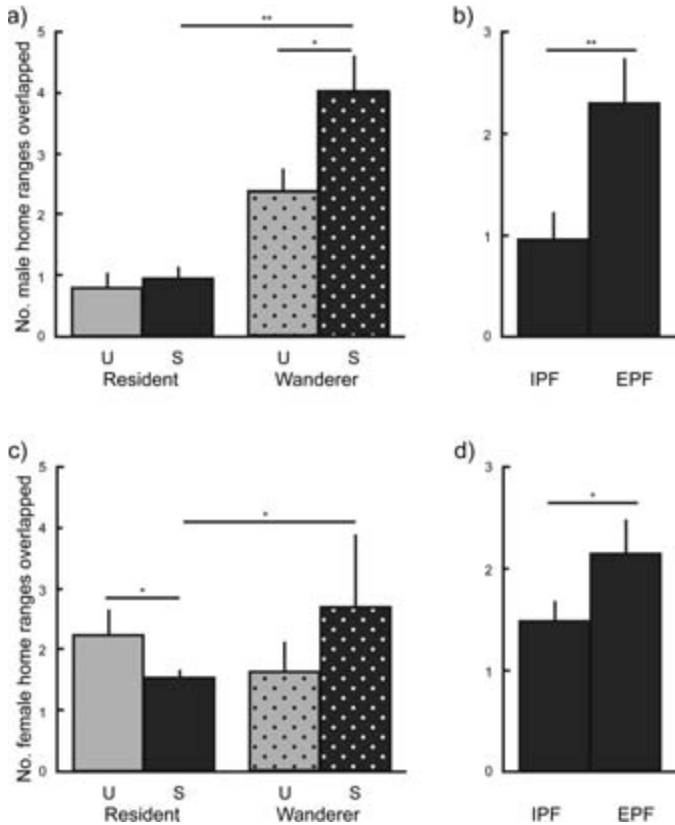 a)
No. male home ranges overlapped
5
4
3
2
1
0
**
*
U S U S
Resident Wanderer
b)
3
2
1
0
**
IPF EPF
c)
No. female home ranges overlapped
5
4
3
2
1
0
*
*
U S U S
Resident Wanderer
d)
3
2
1
0
*
IPF EPF